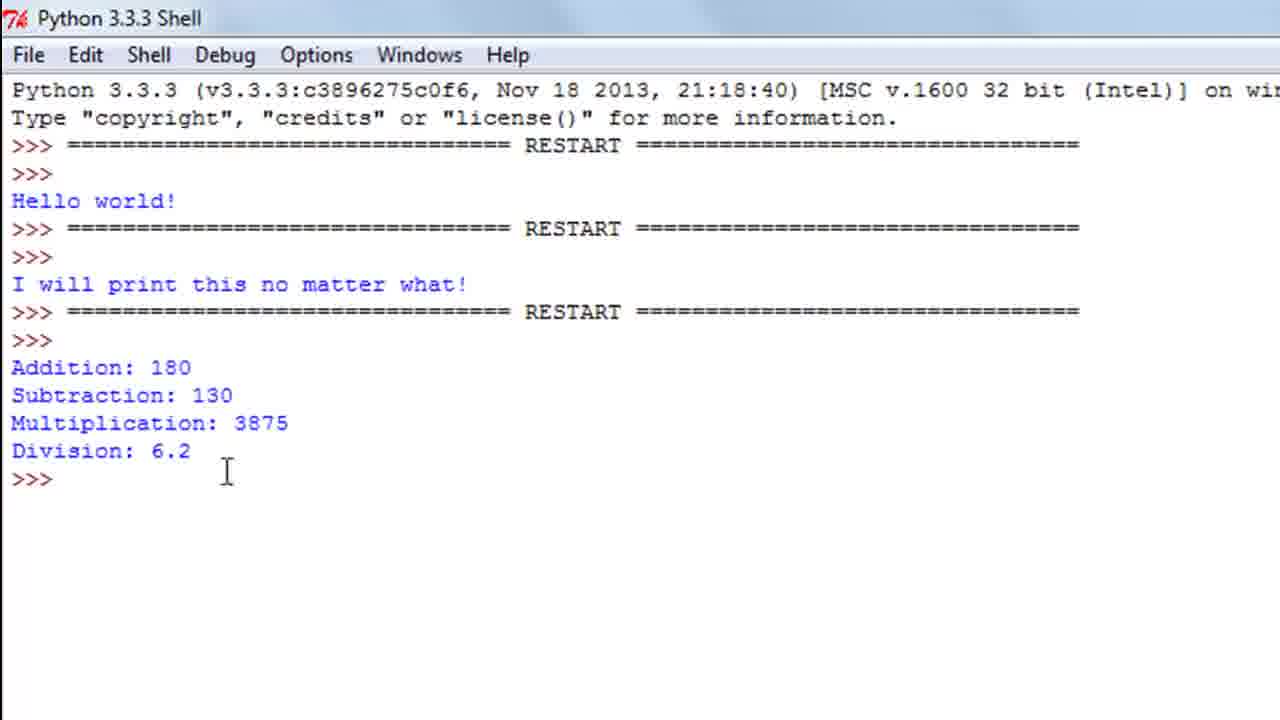 Python 3.3.3 Shell
File Edit Shell Debug Options Windows Help
Python 3.3.3 (v3.3.3:c3896275c0f6, Nov 18 2013, 21:18:40) [MSC v.1600 32 bit (Intel)] on win
Type "copyright", "credits" or "license()" for more information.
>>> ================================ RESTART ================================
>>>
Hello world!
>>> ================================ RESTART ================================
>>>
I will print this no matter what!
>>> ================================ RESTART ================================
>>>
Addition: 180
Subtraction: 130
Multiplication: 3875
Division: 6.2
>>>